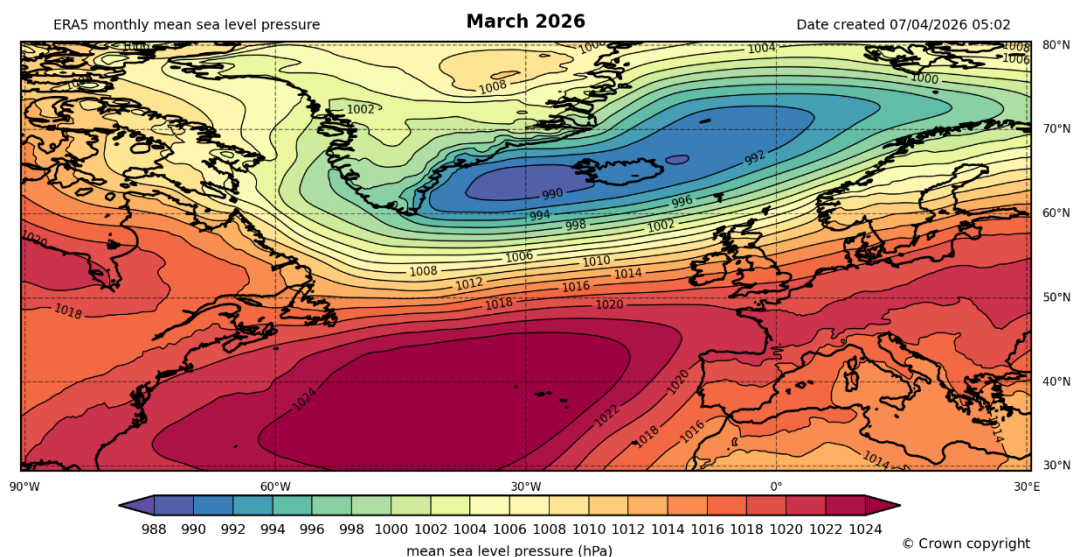 ERA5 monthly mean sea level pressure
March 2026
Date created 07/04/2026 05:02
1006
1008
1004
1008
1006
1000
80°N
1008
1002
70°N
992
990
994
996
998
1002
60°N
1020
1006
1008
1010
1012
1014
1016
1018
1018
1020
50°N
1024
1020
1022
1018
1016
1014
1014
40°N
30°N
90°W
60°W
30°W
0°
30°E
988 990 992 994 996 998 1000 1002 1004 1006 1008 1010 1012 1014 1016 1018 1020 1022 1024
mean sea level pressure (hPa)
© Crown copyright